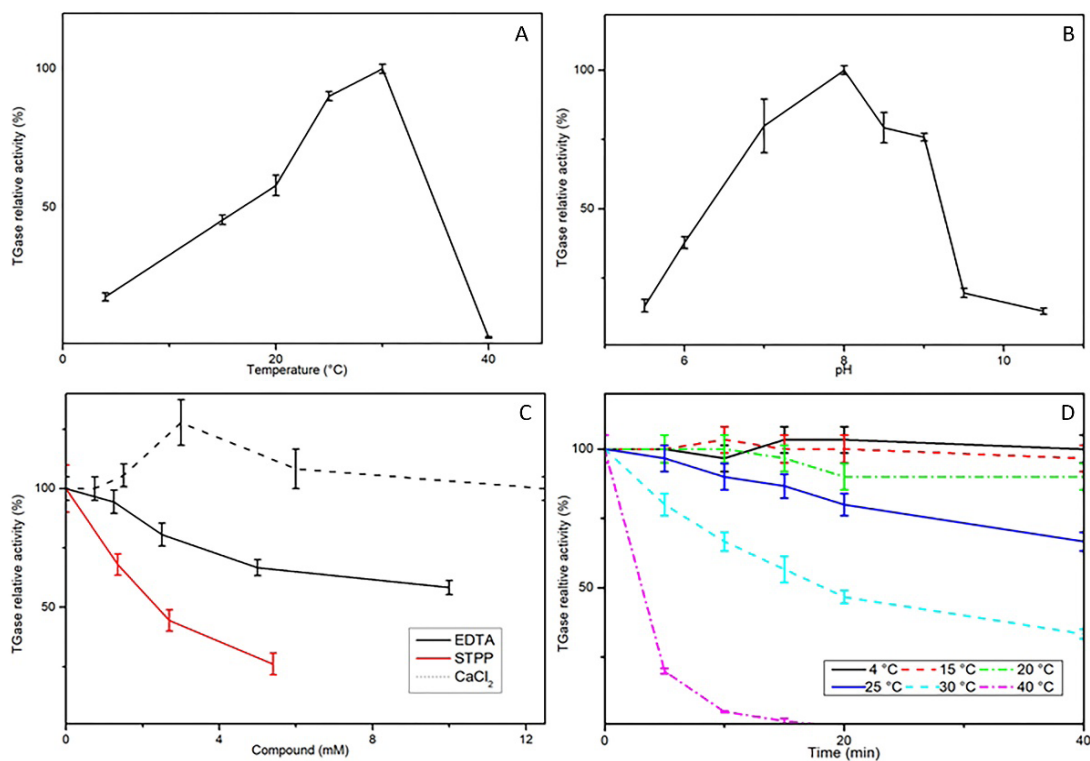 A
TGase relative activity (%)
100
50
0
20
40
Temperature (°C)
B
TGase relative activity (%)
100
50
6
8
10
pH
C
TGase relative activity (%)
100
50
0
4
8
12
Compound (mM)
EDTA
STPP
CaCl₂
D
TGase realtive activity (%)
100
50
0
20
40
Time (min)
4 °C 15 °C 20 °C
25 °C 30 °C 40 °C